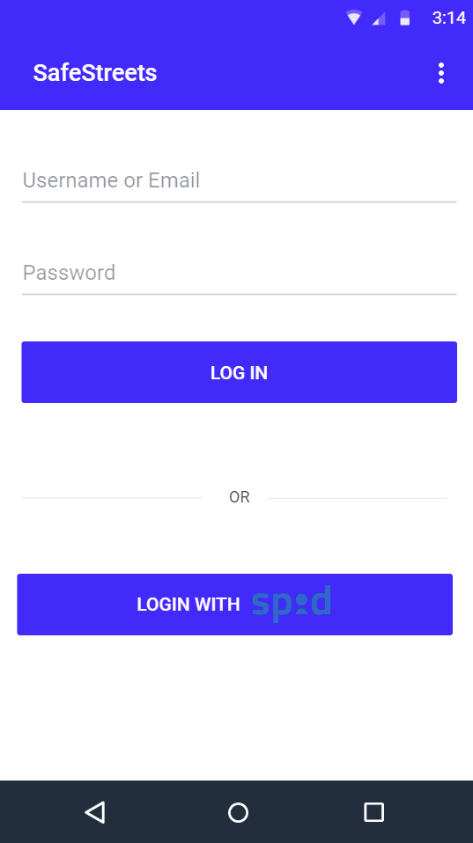 3:14
SafeStreets
Username or Email
Password
LOG IN
OR
LOGIN WITH spid